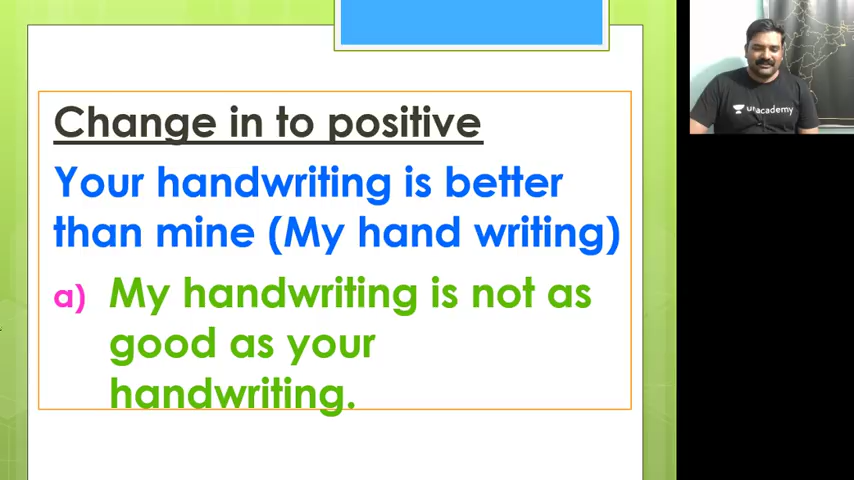 Change in to positive
Your handwriting is better
than mine (My hand writing)
a) My handwriting is not as
good as your
handwriting.
unacademy